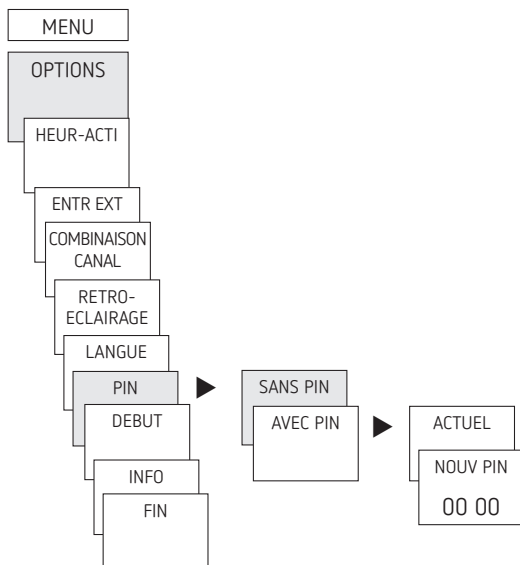 MENU
OPTIONS
HEUR-ACTI
ENTR EXT
COMBINAISON
CANAL
RETRO-
ECLAIRAGE
LANGUE
PIN
SANS PIN
DEBUT
AVEC PIN
ACTUEL
INFO
NOUV PIN
FIN
00 00